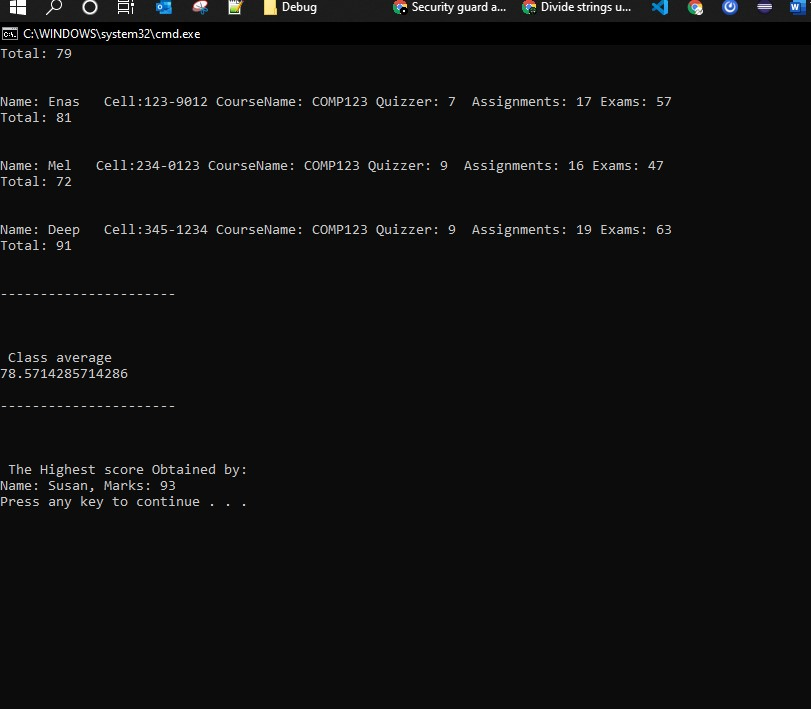 Debug Security guard a... Divide strings u...
C:\WINDOWS\system32\cmd.exe
Total: 79
Name: Enas   Cell:123-9012 CourseName: COMP123 Quizzer: 7  Assignments: 17 Exams: 57
Total: 81
Name: Mel   Cell:234-0123 CourseName: COMP123 Quizzer: 9  Assignments: 16 Exams: 47
Total: 72
Name: Deep   Cell:345-1234 CourseName: COMP123 Quizzer: 9  Assignments: 19 Exams: 63
Total: 91
----------------------
Class average
78.5714285714286
----------------------
The Highest score Obtained by:
Name: Susan, Marks: 93
Press any key to continue . . .